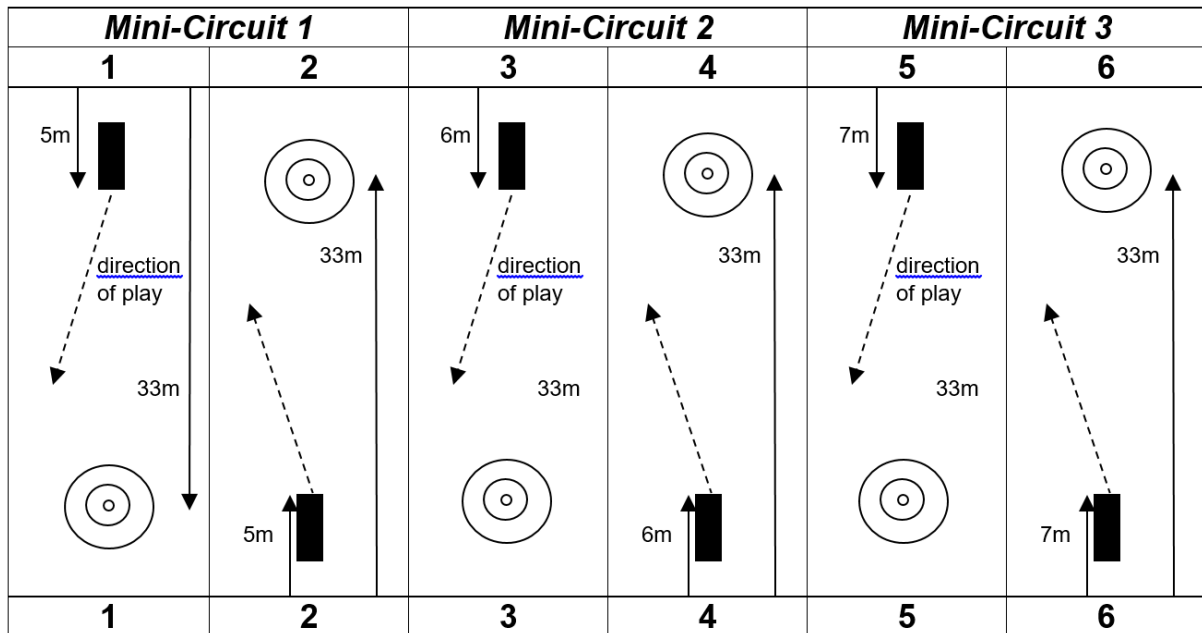 Mini-Circuit 1 Mini-Circuit 2 Mini-Circuit 3
1 2 3 4 5 6
5m 6m 7m
33m 33m 33m
direction direction direction
of play of play of play
33m 33m 33m
5m 6m 7m
1 2 3 4 5 6